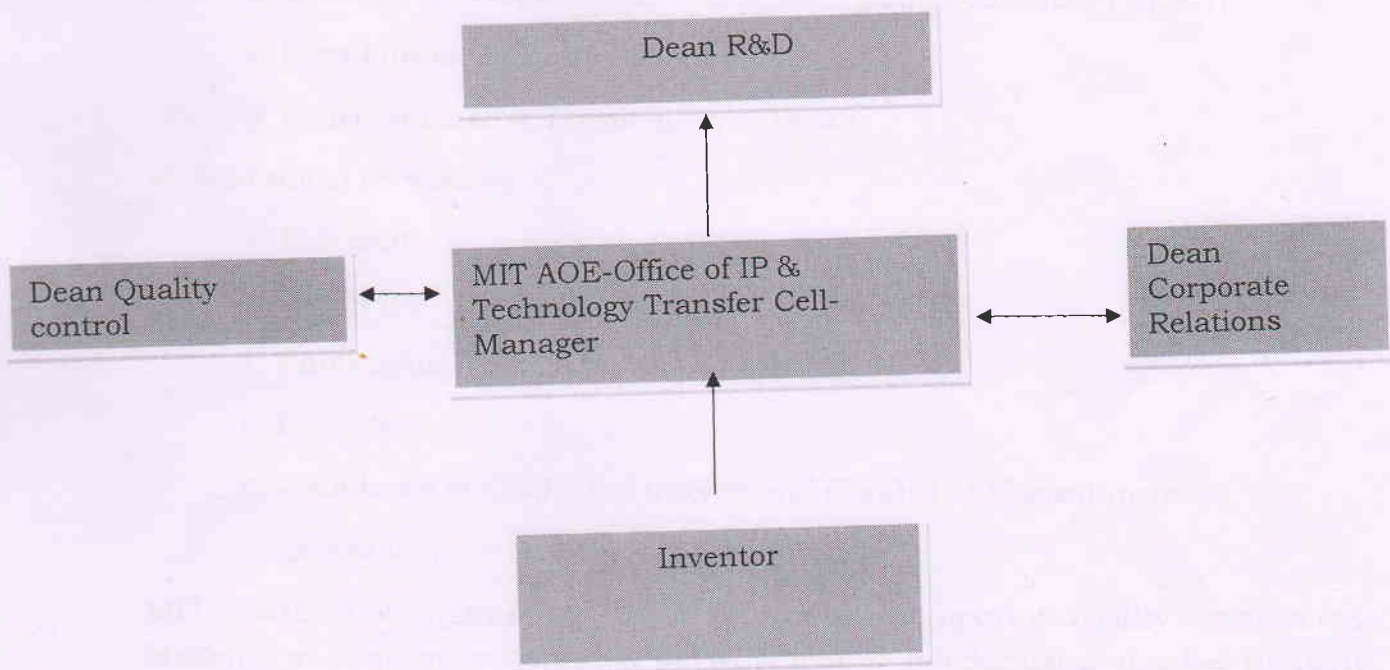 Dean R&D
MIT AOE-Office of IP &
Technology Transfer Cell-
Manager
Dean Quality
control
Dean
Corporate
Relations
Inventor